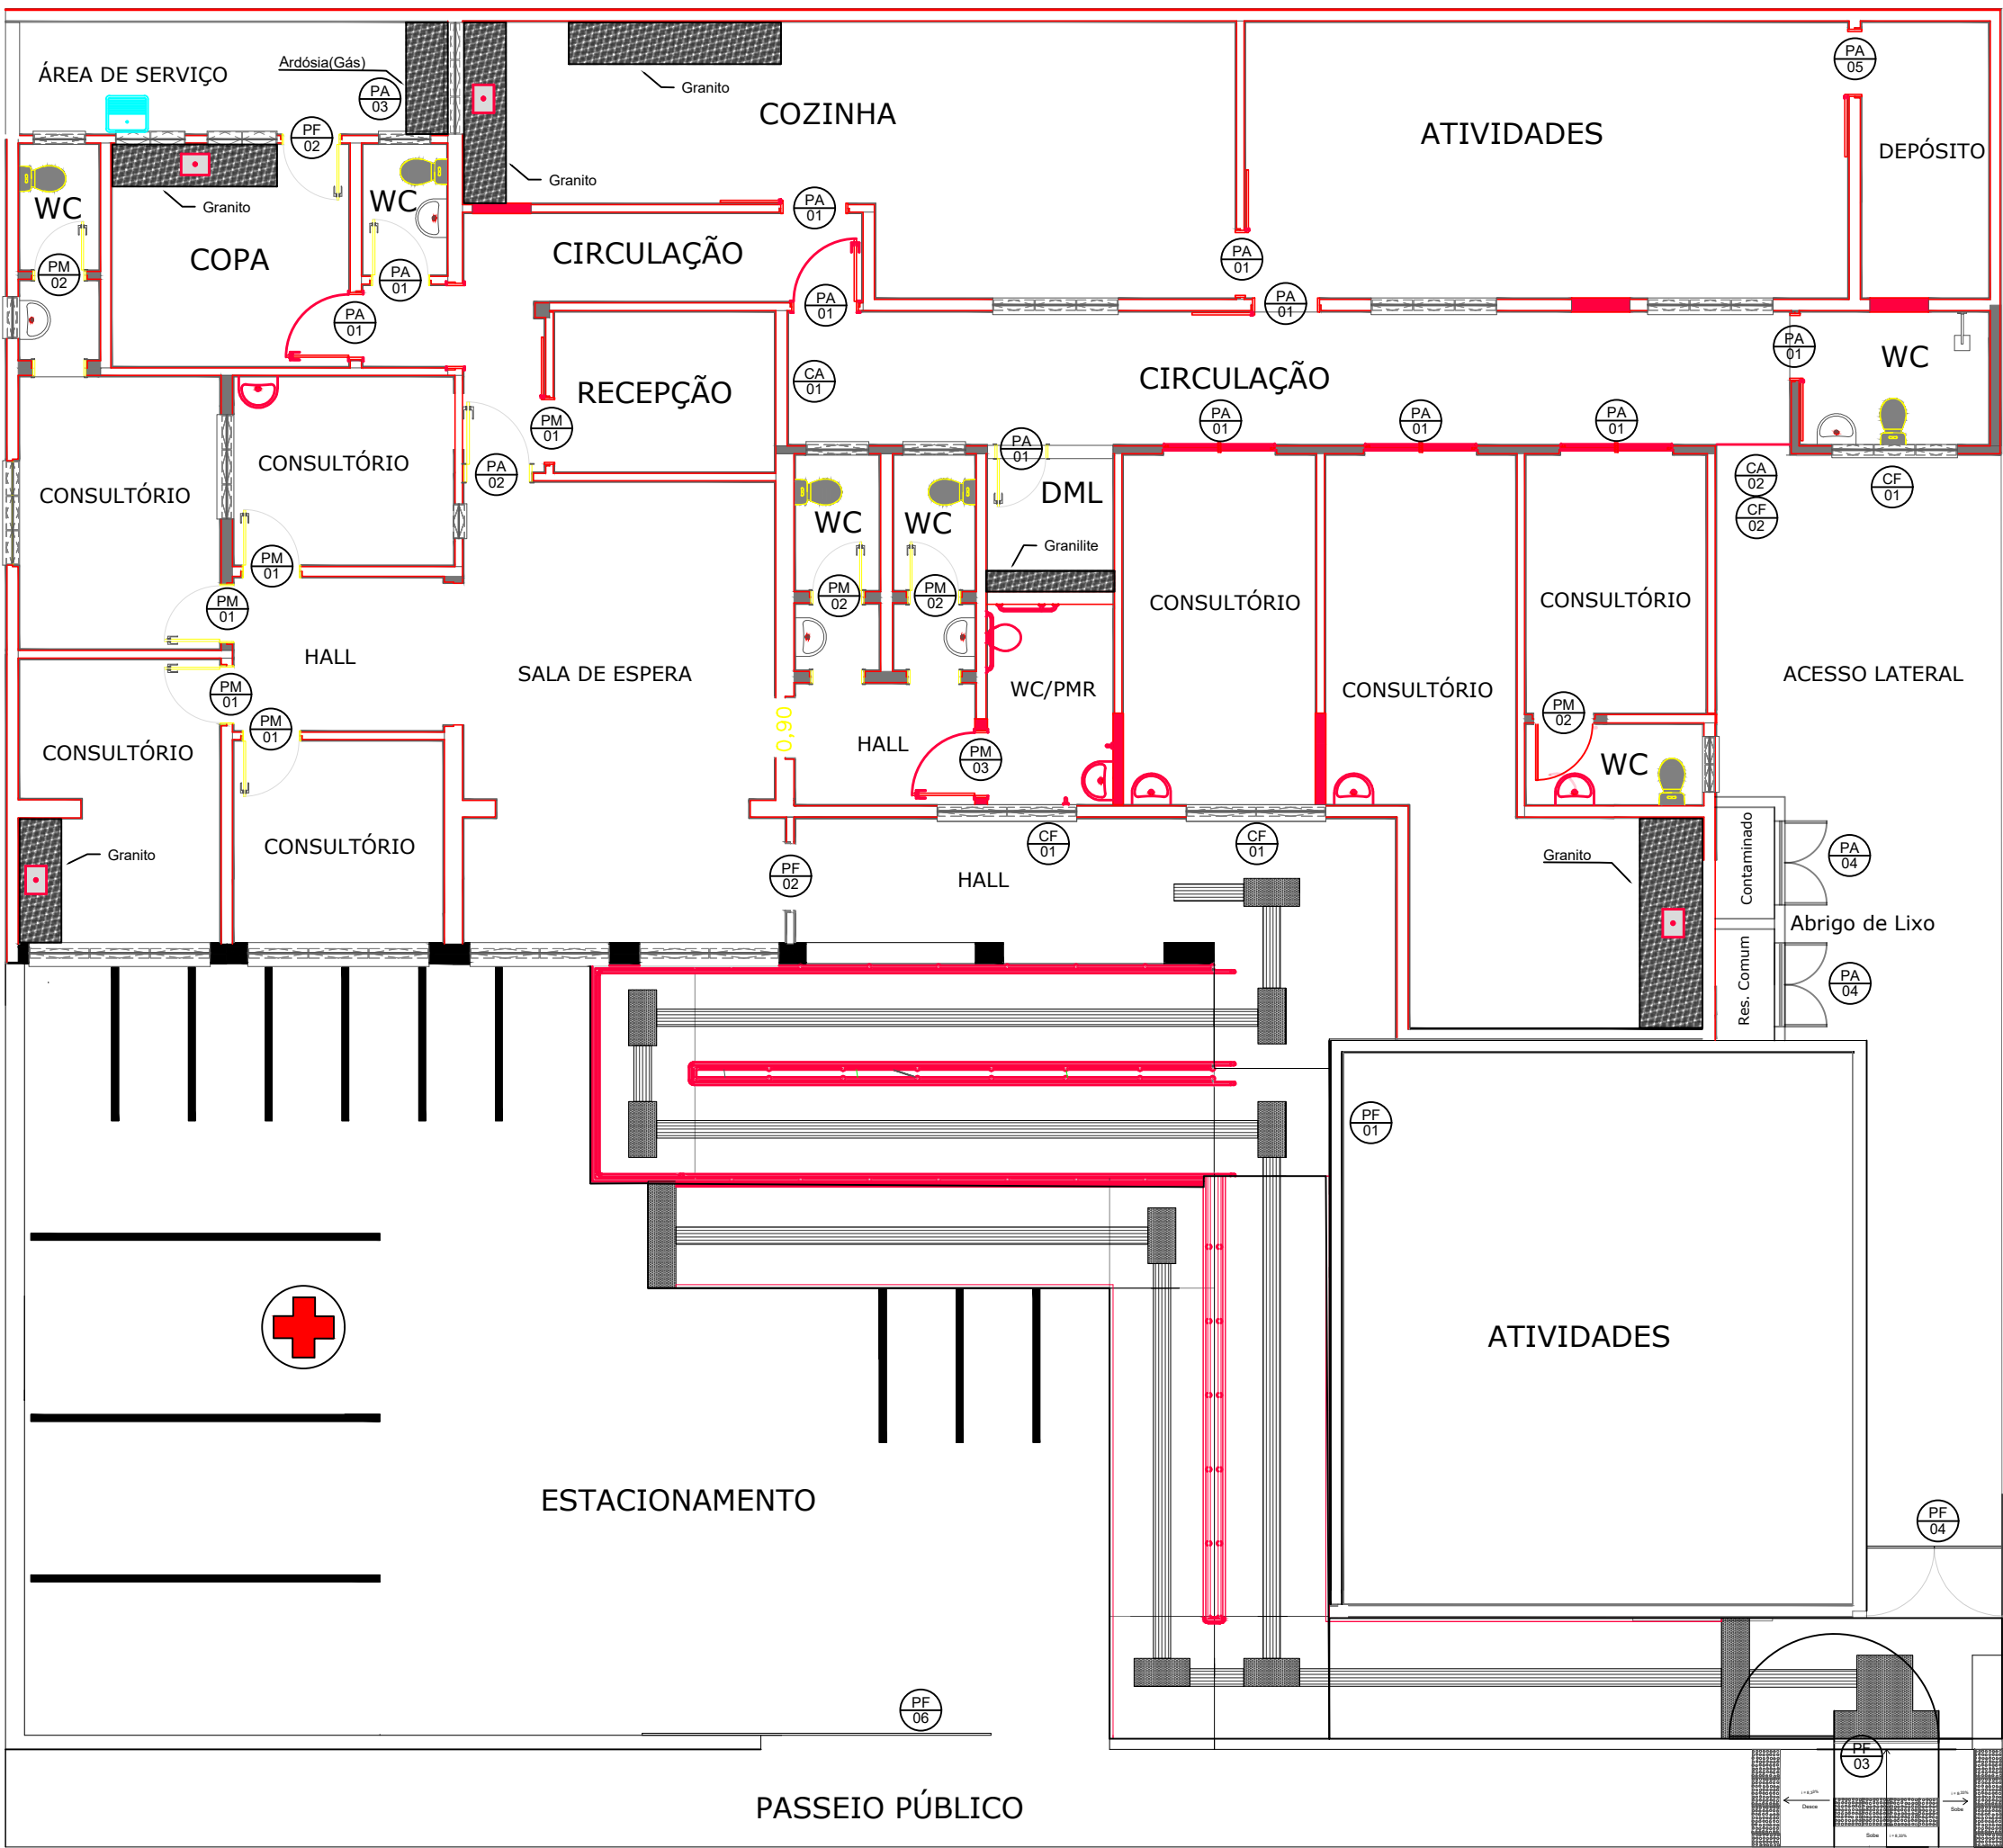 ÁREA DE SERVIÇO
Ardósia(Gás)
PA
03
Granito
COZINHA
ATIVIDADES
PA
05
DEPÓSITO
PF
02
WC
Granito
WC
Granito
PA
01
COPA
CIRCULAÇÃO
PM
02
PA
01
PA
01
PA
01
PA
01
PA
01
PA
01
WC
RECEPÇÃO
CA
01
CIRCULAÇÃO
PM
01
PA
01
PA
01
PA
01
PA
01
CONSULTÓRIO
CONSULTÓRIO
PA
02
DML
CA
02
CF
01
CF
02
WC
WC
Granilite
PM
01
PM
01
PM
02
PM
02
CONSULTÓRIO
CONSULTÓRIO
HALL
SALA DE ESPERA
WC/PMR
CONSULTÓRIO
ACESSO LATERAL
PM
01
PM
01
PM
02
0,90
CONSULTÓRIO
HALL
PM
03
WC
CONSULTÓRIO
Granito
CF
01
CF
01
Granito
Contaminado
PA
04
PF
02
HALL
Abrigo de Lixo
Res. Comum
PA
04
PF
01
ATIVIDADES
ESTACIONAMENTO
PF
04
PF
06
PF
03
PASSEIO PÚBLICO
Desce
Sobe
Sobe